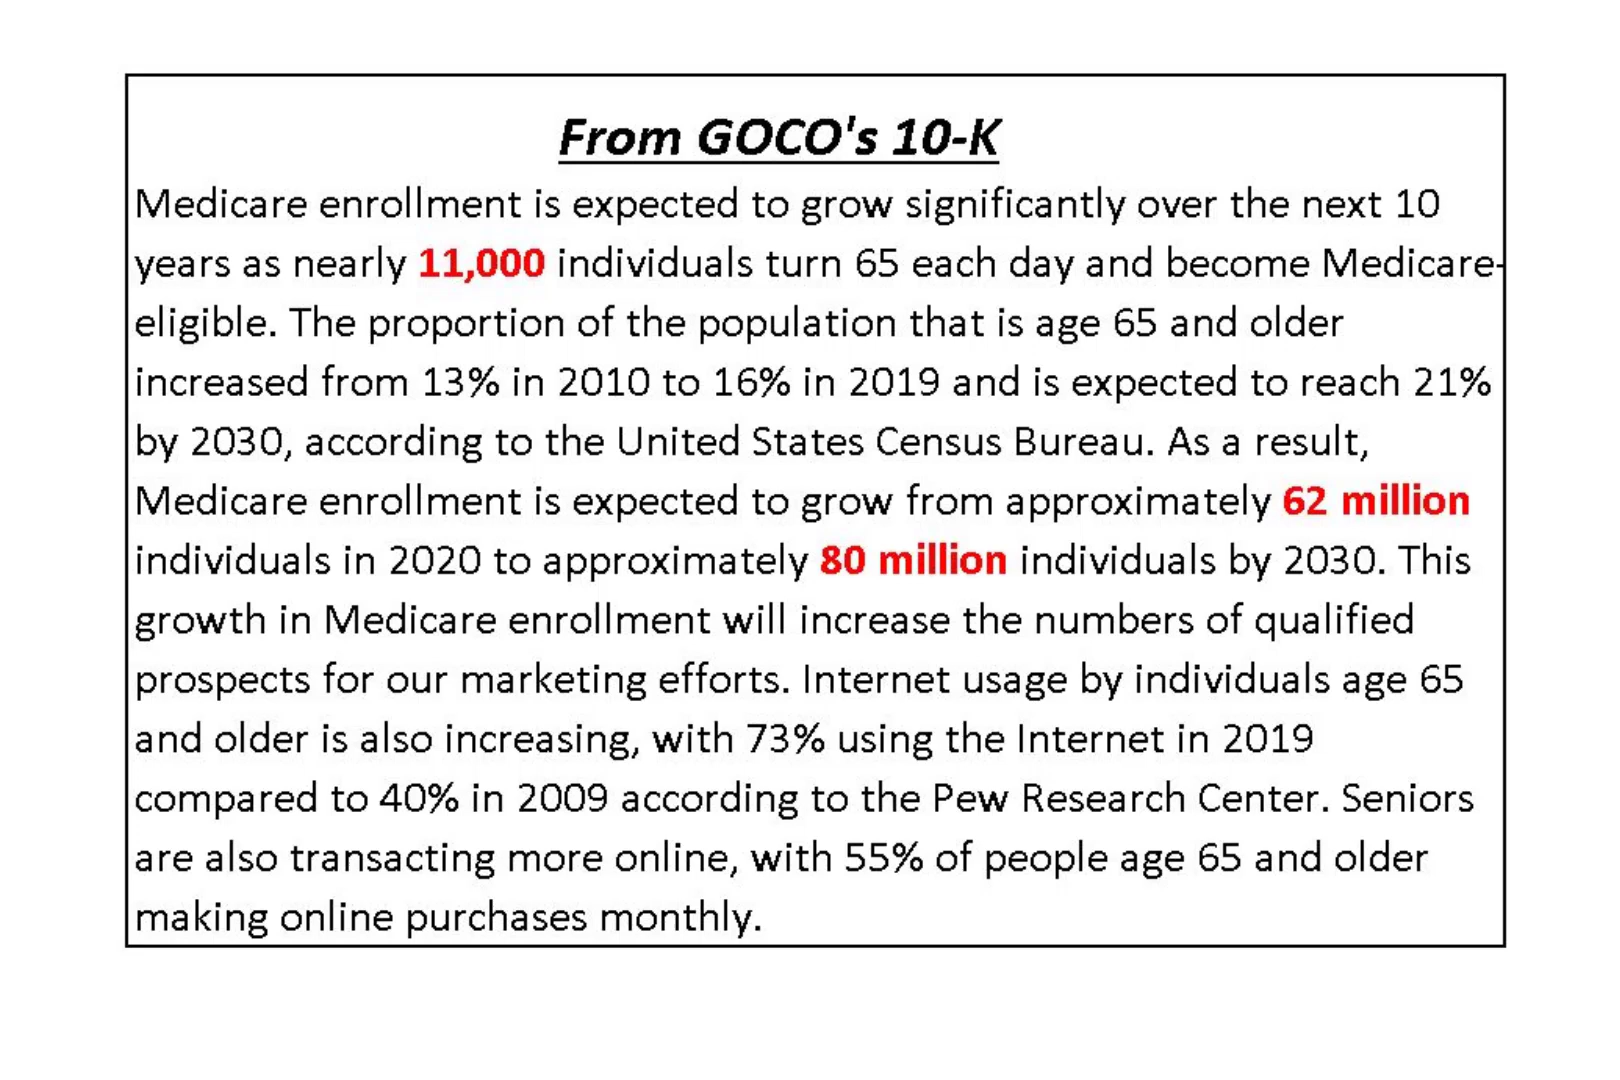 From GOCO's 10-K
Medicare enrollment is expected to grow significantly over the next 10
years as nearly 11,000 individuals turn 65 each day and become Medicare-
eligible. The proportion of the population that is age 65 and older
increased from 13% in 2010 to 16% in 2019 and is expected to reach 21%
by 2030, according to the United States Census Bureau. As a result,
Medicare enrollment is expected to grow from approximately 62 million
individuals in 2020 to approximately 80 million individuals by 2030. This
growth in Medicare enrollment will increase the numbers of qualified
prospects for our marketing efforts. Internet usage by individuals age 65
and older is also increasing, with 73% using the Internet in 2019
compared to 40% in 2009 according to the Pew Research Center. Seniors
are also transacting more online, with 55% of people age 65 and older
making online purchases monthly.